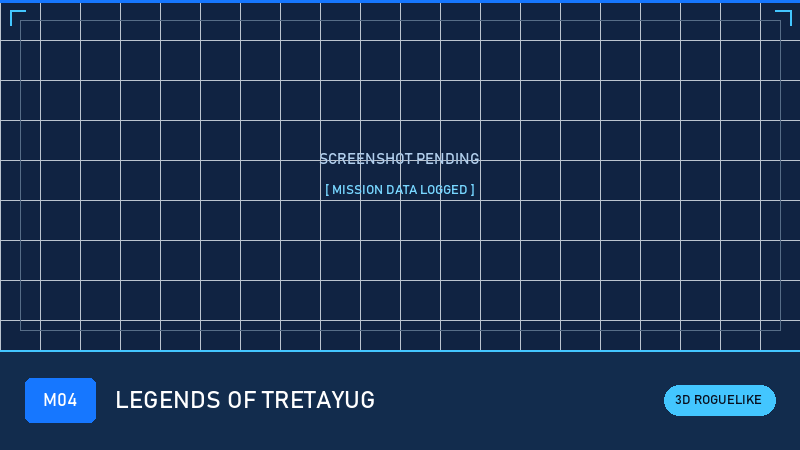 SCREENSHOT PENDING
[ MISSION DATA LOGGED ]
M04
LEGENDS OF TRETAYUG
3D ROGUELIKE